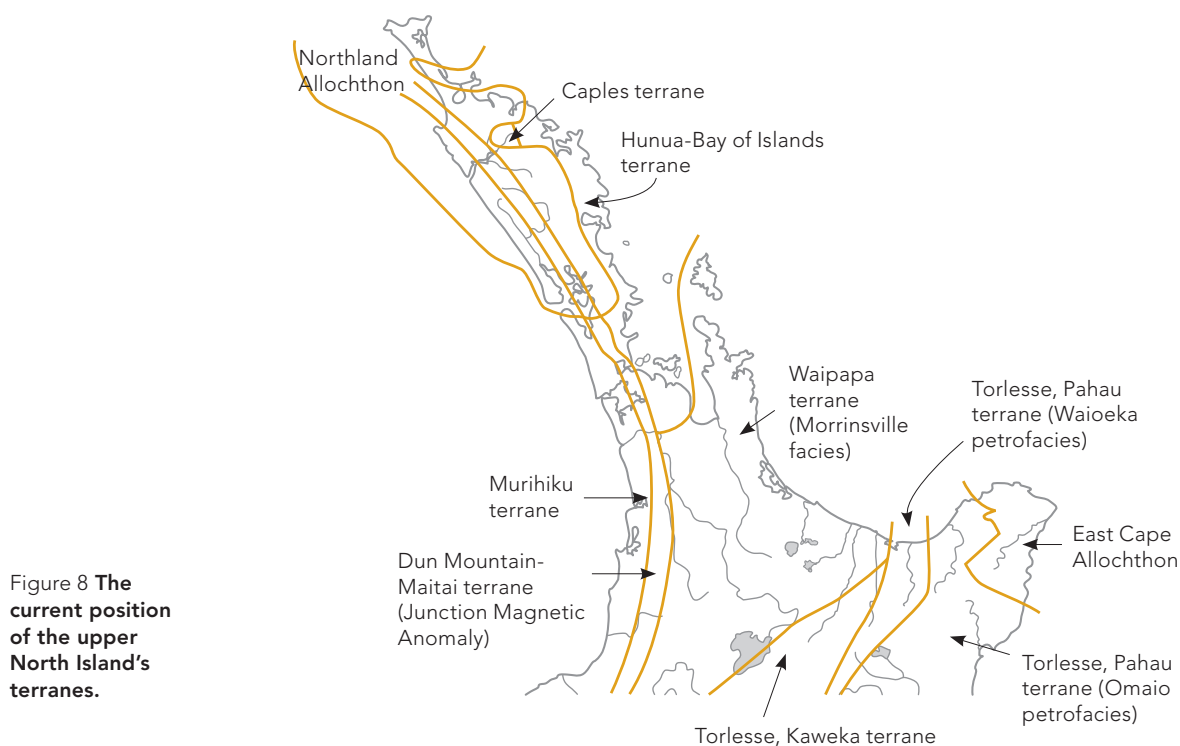 Northland
Allochthon
Caples terrane
Hunua-Bay of Islands
terrane
Waipapa
terrane
(Morrinsville
facies)
Torlesse, Pahau
terrane (Waioeka
petrofacies)
Murihiku
terrane
East Cape
Allochthon
Dun Mountain-
Maitai terrane
(Junction Magnetic
Anomaly)
Figure 8 The
current position
of the upper
North Island's
terranes.
Torlesse, Pahau
terrane (Omaio
petrofacies)
Torlesse, Kaweka terrane